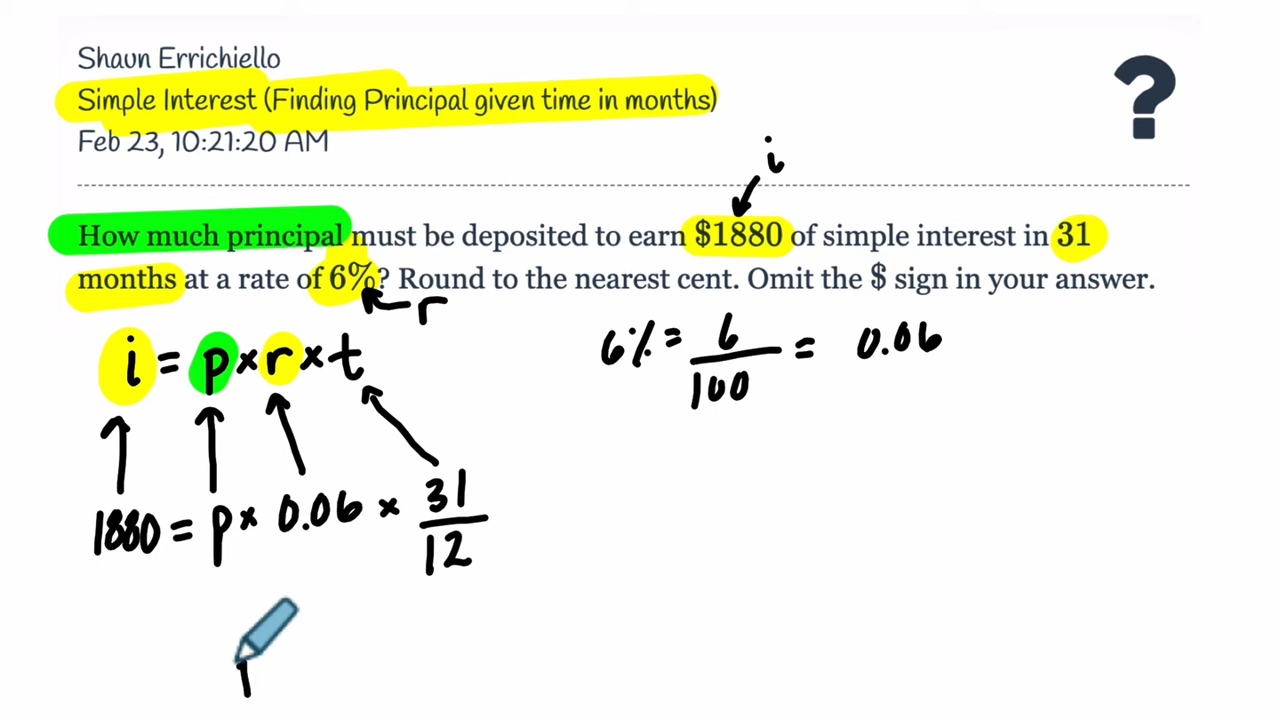 Shaun Errichiello
Simple Interest (Finding Principal given time in months)
Feb 23, 10:21:20 AM
?
i
How much principal must be deposited to earn $1880 of simple interest in 31
months at a rate of 6%? Round to the nearest cent. Omit the $ sign in your answer.
r
i = p × r × t
6% = 6/100 = 0.06
1880 = p × 0.06 × 31/12